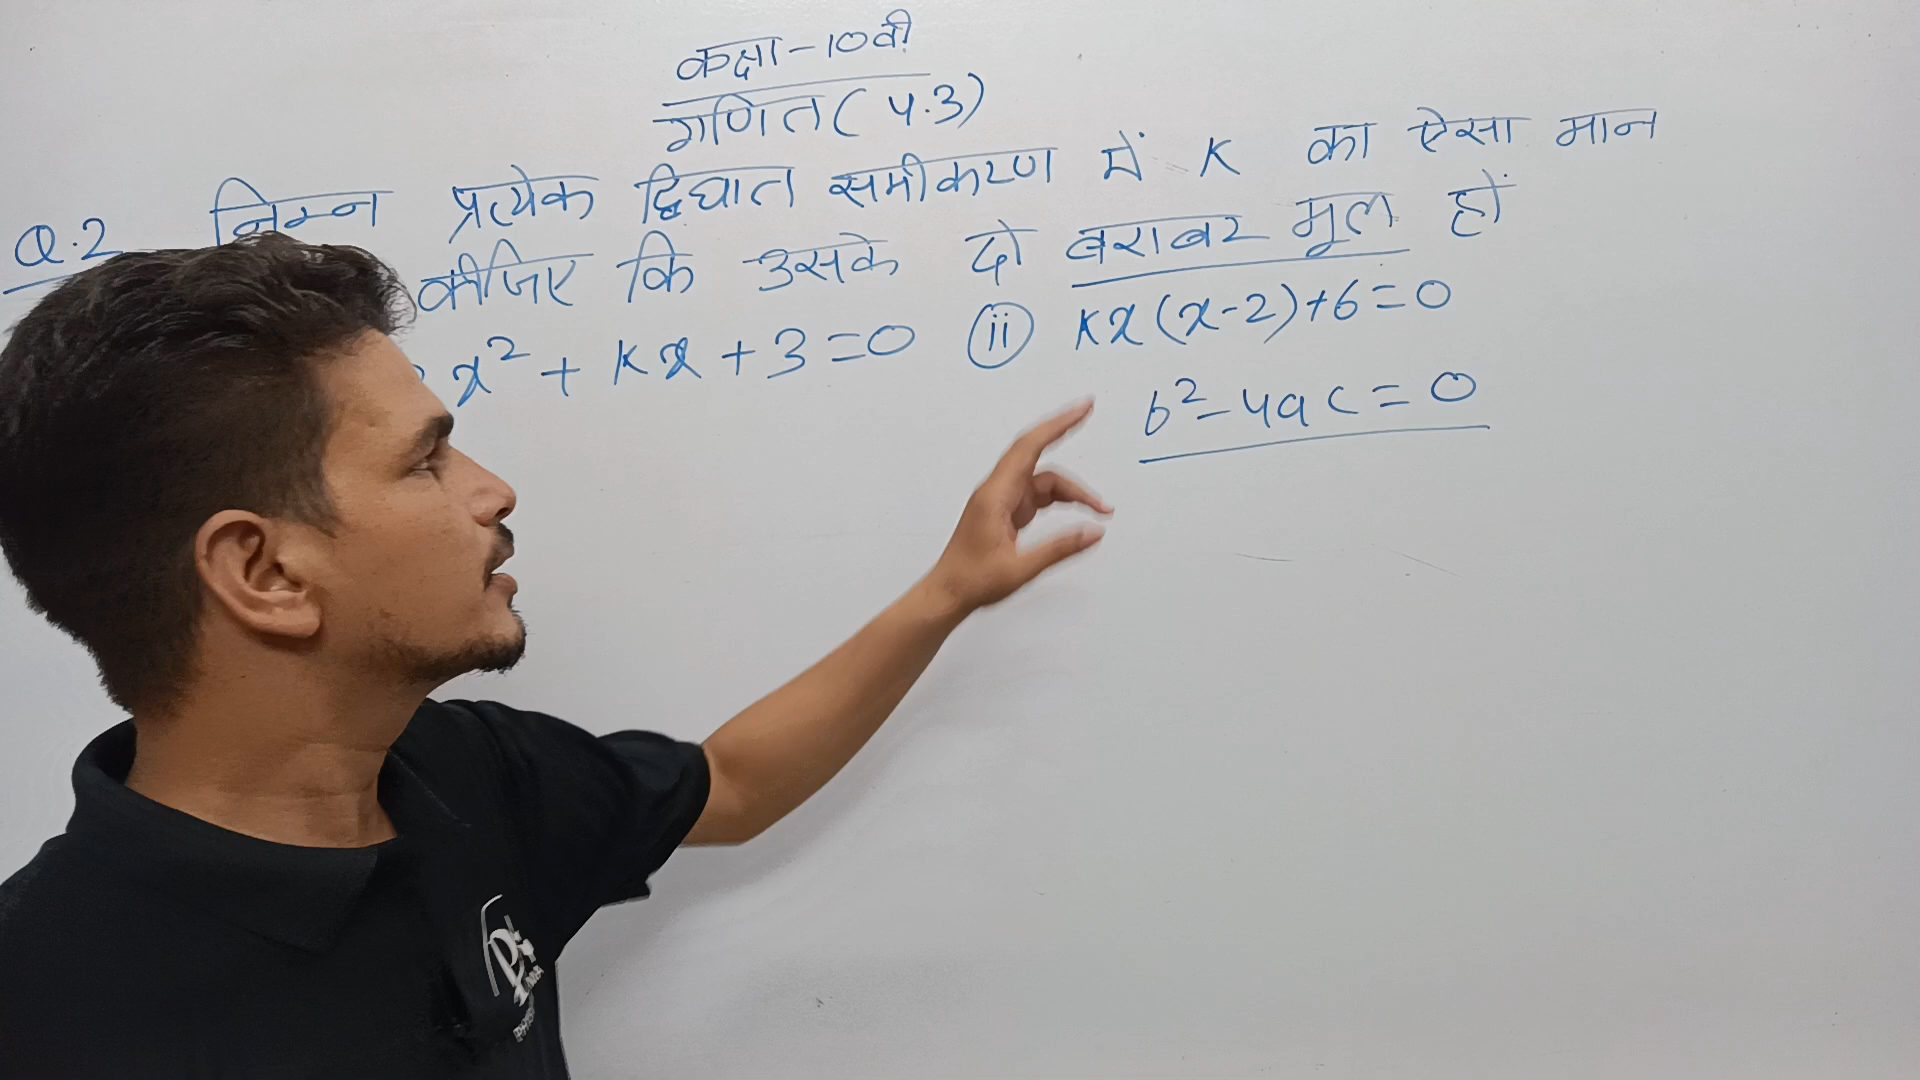 कक्षा - 10वी
गणित ( 4.3)
Q.2 निम्न प्रत्येक द्विघात समीकरण में K का ऐसा मान
कीजिए कि उसके दो बराबर मूल हों
x² + Kx + 3 = 0 (ii) Kx (x-2) + 6 = 0
b² - 4ac = 0